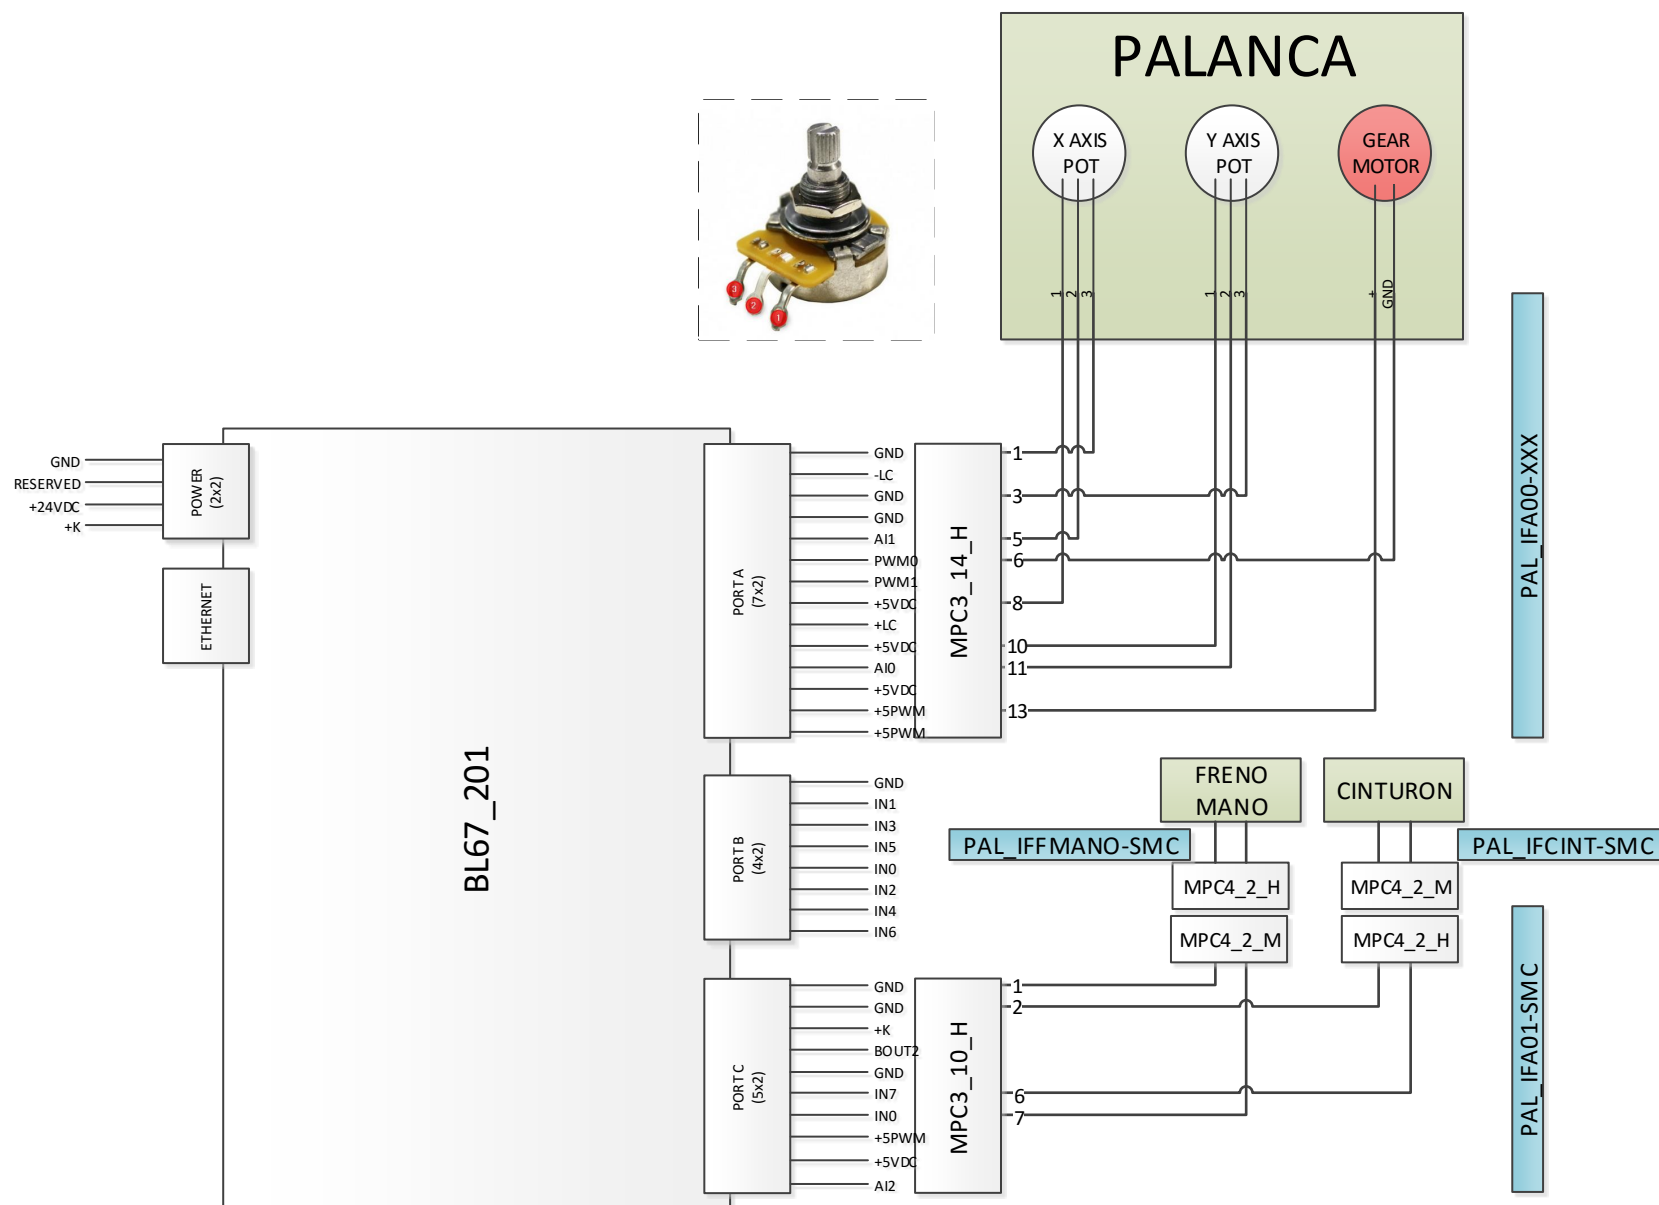 PALANCA
X AXIS
POT
Y AXIS
POT
GEAR
MOTOR
1
2
3
1
2
3
+
GND
3
2
1
PAL_IFA00-XXX
GND
RESERVED
+24VDC
+K
POWER
(2x2)
ETHERNET
BL67_201
PORT A
(7x2)
GND
-LC
GND
GND
AI1
PWM0
PWM1
+5VDC
+LC
+5VDC
AI0
+5VDC
+5PWM
+5PWM
MPC3_14_H
1
3
5
6
8
10
11
13
PORT B
(4x2)
GND
IN1
IN3
IN5
IN0
IN2
IN4
IN6
FRENO
MANO
CINTURON
PAL_IFFMANO-SMC
PAL_IFCINT-SMC
MPC4_2_H
MPC4_2_M
MPC4_2_M
MPC4_2_H
PORT C
(5x2)
GND
GND
+K
BOUT2
GND
IN7
IN0
+5PWM
+5VDC
AI2
MPC3_10_H
1
2
6
7
PAL_IFA01-SMC